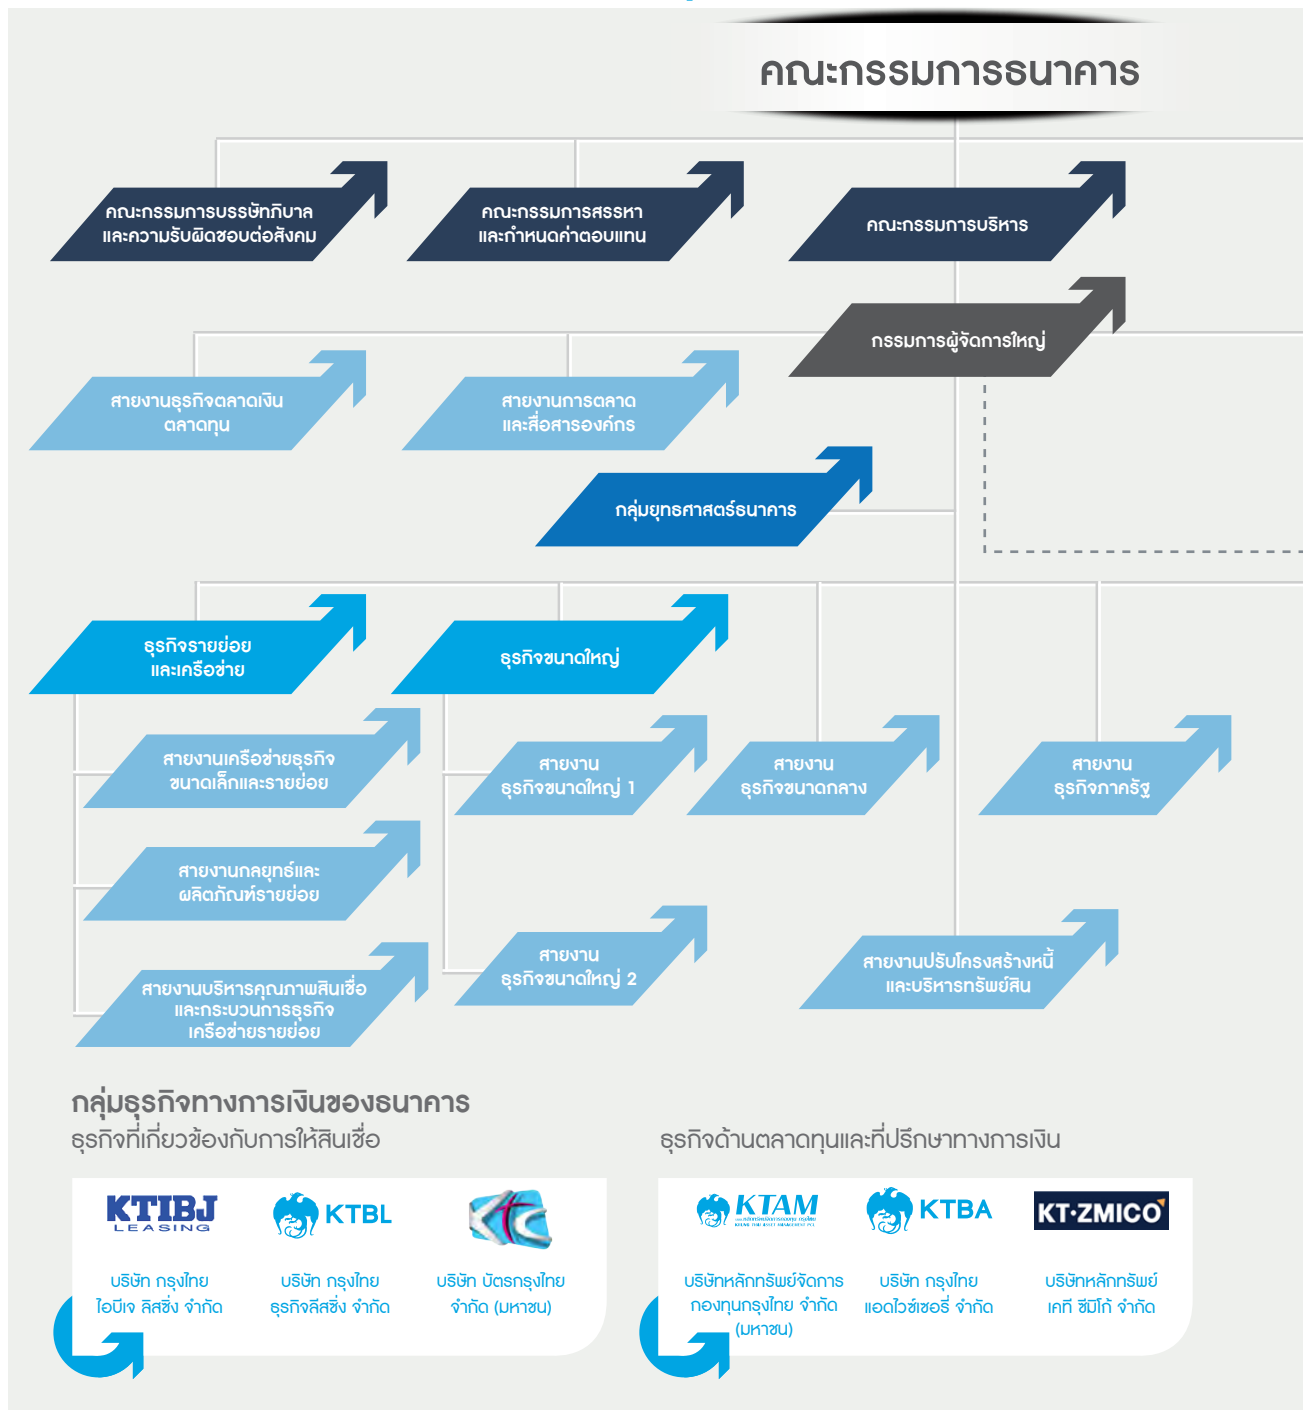 คณะกรรมการธนาคาร
คณะกรรมการบรรษัทภิบาล
และความรับผิดชอบต่อสังคม
คณะกรรมการสรรหา
และกำหนดค่าตอบแทน
คณะกรรมการบริหาร
กรรมการผู้จัดการใหญ่
สายงานธุรกิจตลาดเงิน
ตลาดทุน
สายงานการตลาด
และสื่อสารองค์กร
กลุ่มยุทธศาสตร์ธนาคาร
ธุรกิจรายย่อย
และเครือข่าย
ธุรกิจขนาดใหญ่
สายงานเครือข่ายธุรกิจ
ขนาดเล็กและรายย่อย
สายงาน
ธุรกิจขนาดใหญ่ 1
สายงาน
ธุรกิจขนาดกลาง
สายงาน
ธุรกิจภาครัฐ
สายงานกลยุทธ์และ
ผลิตภัณฑ์รายย่อย
สายงาน
ธุรกิจขนาดใหญ่ 2
สายงานปรับโครงสร้างหนี้
และบริหารทรัพย์สิน
สายงานบริหารคุณภาพสินเชื่อ
และกระบวนการธุรกิจ
เครือข่ายรายย่อย
กลุ่มธุรกิจทางการเงินของธนาคาร
ธุรกิจที่เกี่ยวข้องกับการให้สินเชื่อ
KTIBJ
LEASING
KTBL
ktc
บริษัท กรุงไทย
ไอบีเจ ลิสซิ่ง จำกัด
บริษัท กรุงไทย
ธุรกิจลีสซิ่ง จำกัด
บริษัท บัตรกรุงไทย
จำกัด (มหาชน)
ธุรกิจด้านตลาดทุนและที่ปรึกษาทางการเงิน
KTAM
KRUNG THAI ASSET MANAGEMENT PCL
KTBA
KT·ZMICO
บริษัทหลักทรัพย์จัดการ
กองทุนกรุงไทย จำกัด
(มหาชน)
บริษัท กรุงไทย
แอดไวซ์เซอรี่ จำกัด
บริษัทหลักทรัพย์
เคที ซีมิโก้ จำกัด